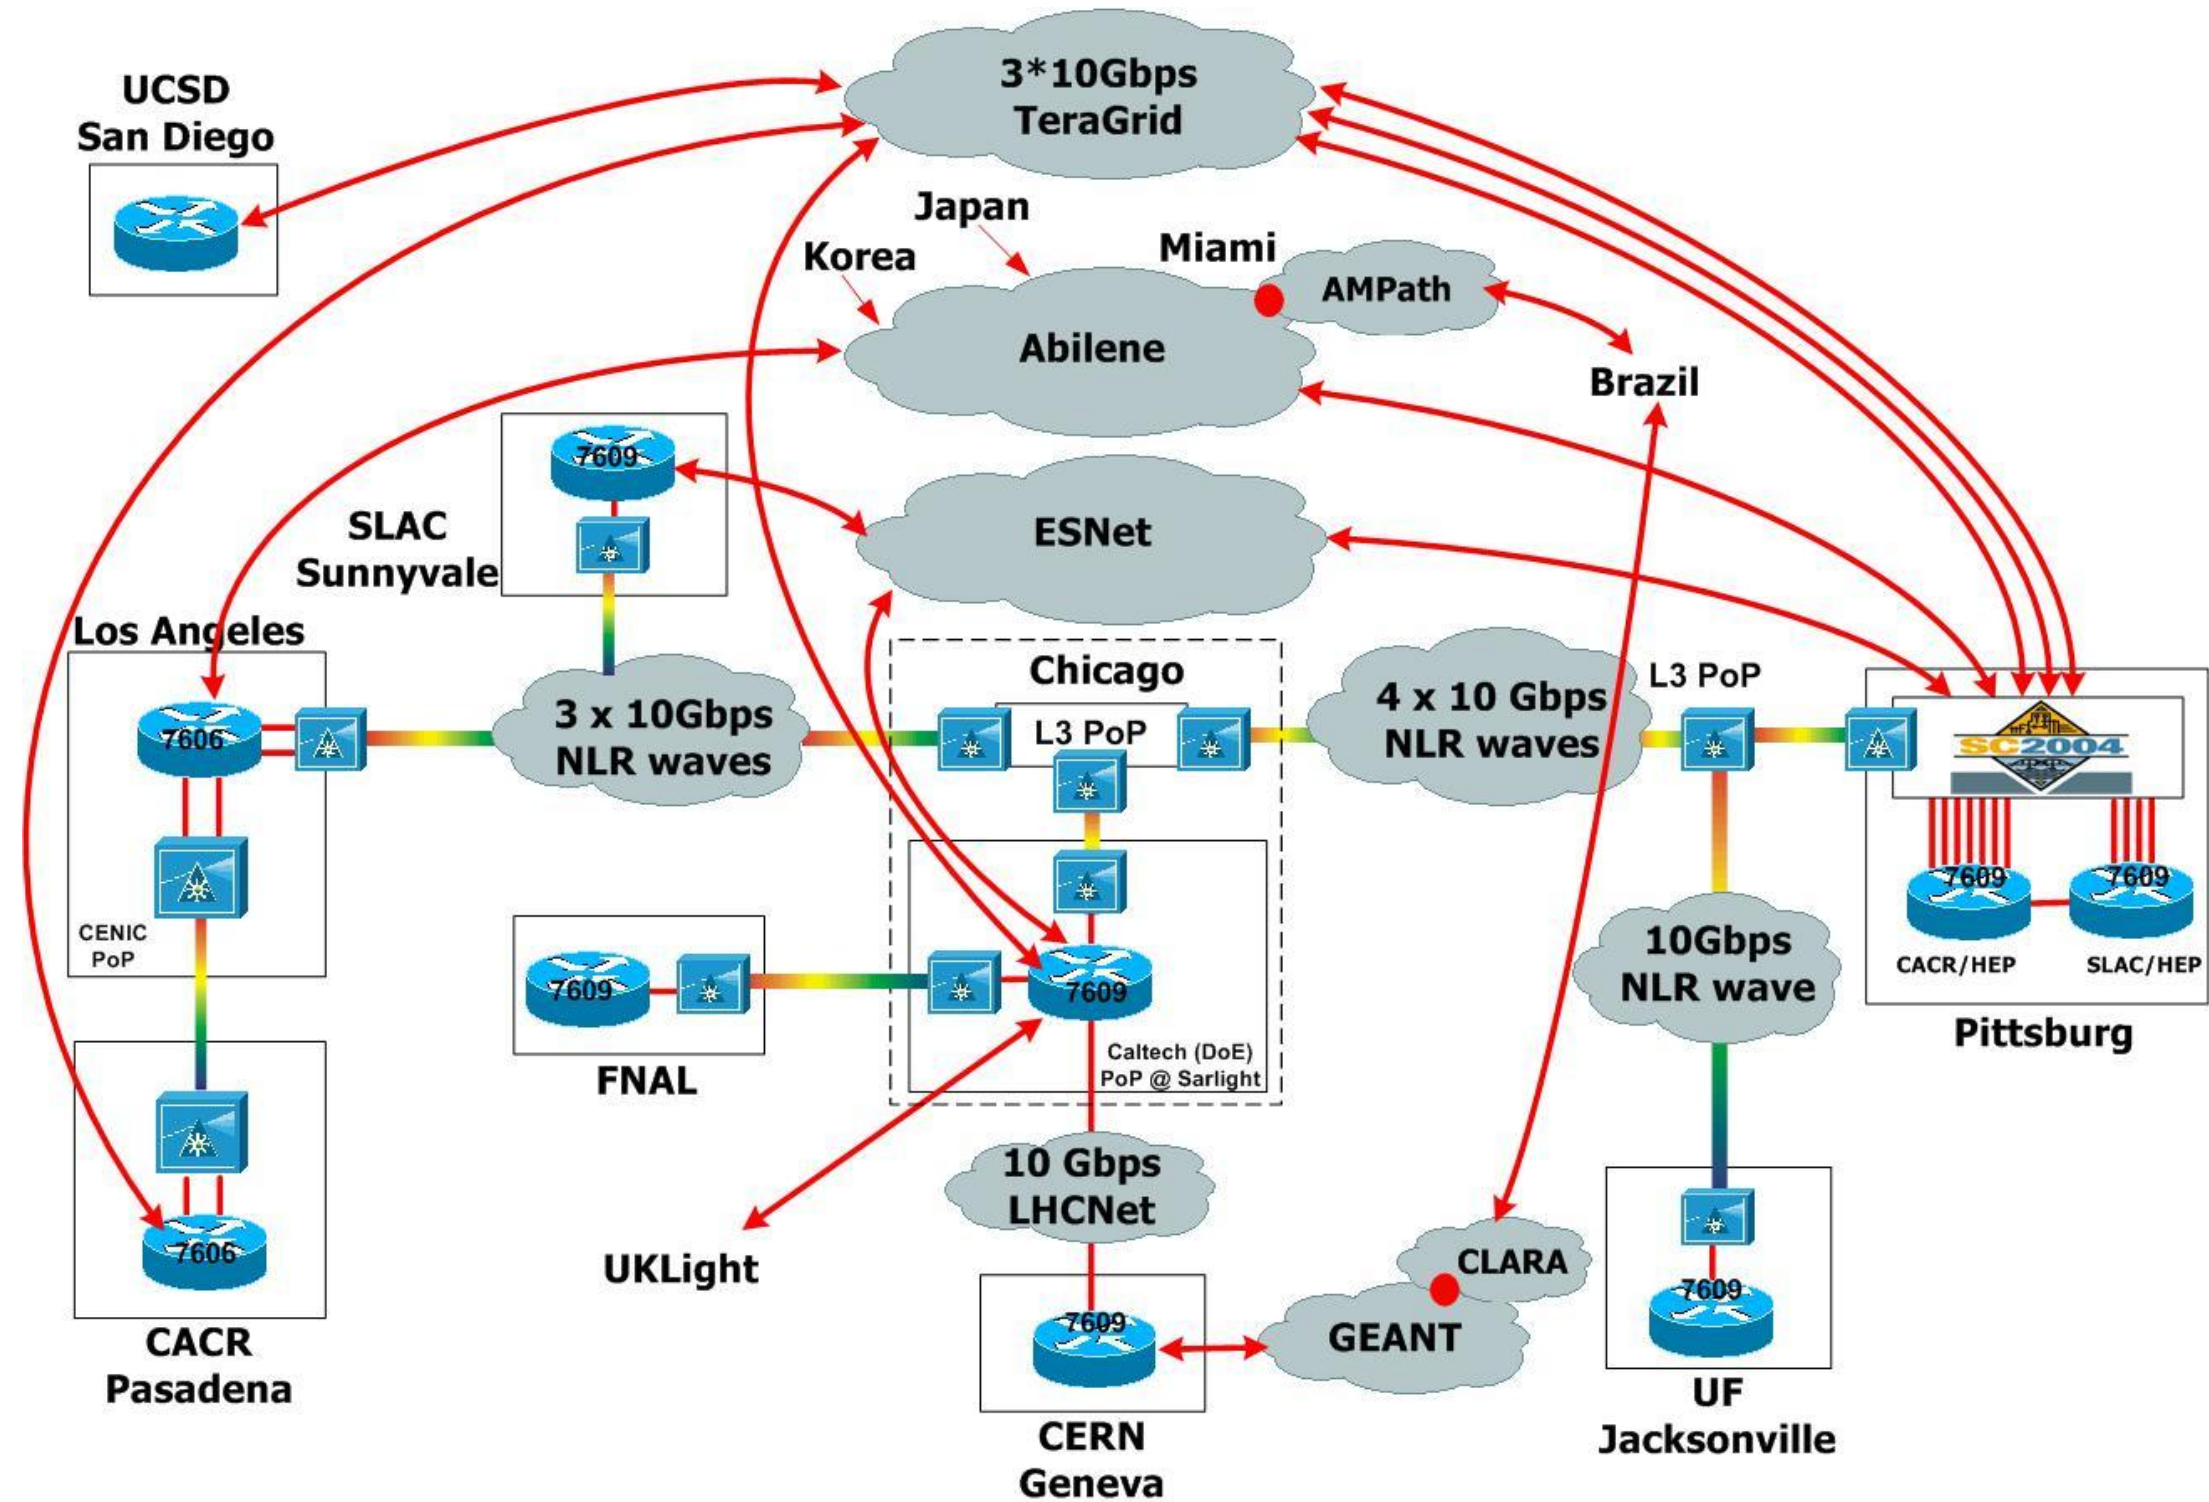 3*10Gbps
TeraGrid
UCSD
San Diego
Japan
Korea
Miami
AMPath
Abilene
Brazil
7609
SLAC
Sunnyvale
ESNet
Los Angeles
7606
CENIC
PoP
3 x 10Gbps
NLR waves
Chicago
L3 PoP
4 x 10 Gbps
NLR waves
L3 PoP
SC2004
7609
7609
CACR/HEP
SLAC/HEP
Pittsburg
7609
FNAL
7609
Caltech (DoE)
PoP @ Sarlight
10Gbps
NLR wave
7606
CACR
Pasadena
UKLight
10 Gbps
LHCNet
7609
CERN
Geneva
CLARA
GEANT
7609
UF
Jacksonville